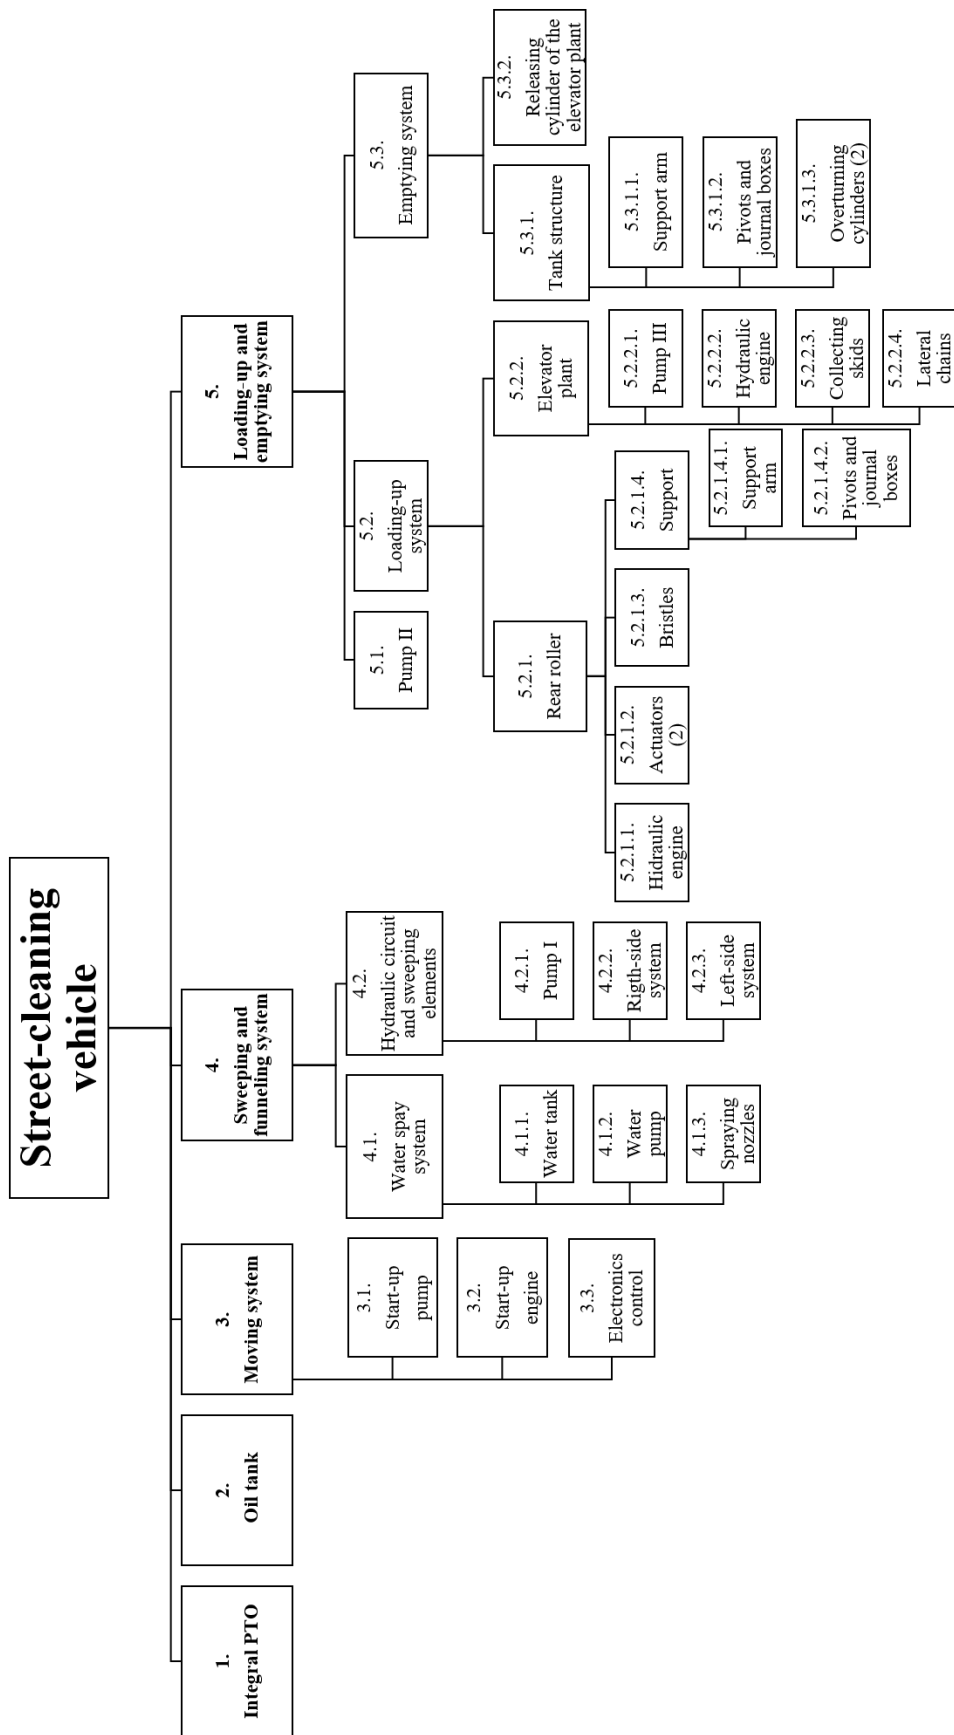 Street-cleaning
vehicle
1.
Integral PTO
2.
Oil tank
3.
Moving system
3.1.
Start-up
pump
3.2.
Start-up
engine
3.3.
Electronics
control
4.
Sweeping and
funneling system
4.1.
Water spay
system
4.1.1.
Water tank
4.1.2.
Water
pump
4.1.3.
Spraying
nozzles
4.2.
Hydraulic circuit
and sweeping
elements
4.2.1.
Pump I
4.2.2.
Rigth-side
system
4.2.3.
Left-side
system
5.
Loading-up and
emptying system
5.1.
Pump II
5.2.
Loading-up
system
5.2.1.
Rear roller
5.2.1.1.
Hidraulic
engine
5.2.1.2.
Actuators
(2)
5.2.1.3.
Bristles
5.2.1.4.
Support
5.2.1.4.1.
Support
arm
5.2.1.4.2.
Pivots and
journal
boxes
5.2.2.
Elevator
plant
5.2.2.1.
Pump III
5.2.2.2.
Hydraulic
engine
5.2.2.3.
Collecting
skids
5.2.2.4.
Lateral
chains
5.3.
Emptying system
5.3.1.
Tank structure
5.3.1.1.
Support arm
5.3.1.2.
Pivots and
journal boxes
5.3.1.3.
Overturning
cylinders (2)
5.3.2.
Releasing
cylinder of the
elevator plant